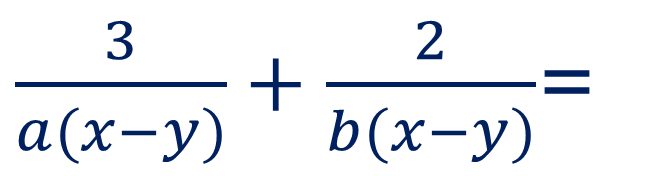 3/a(x−y) + 2/b(x−y) =